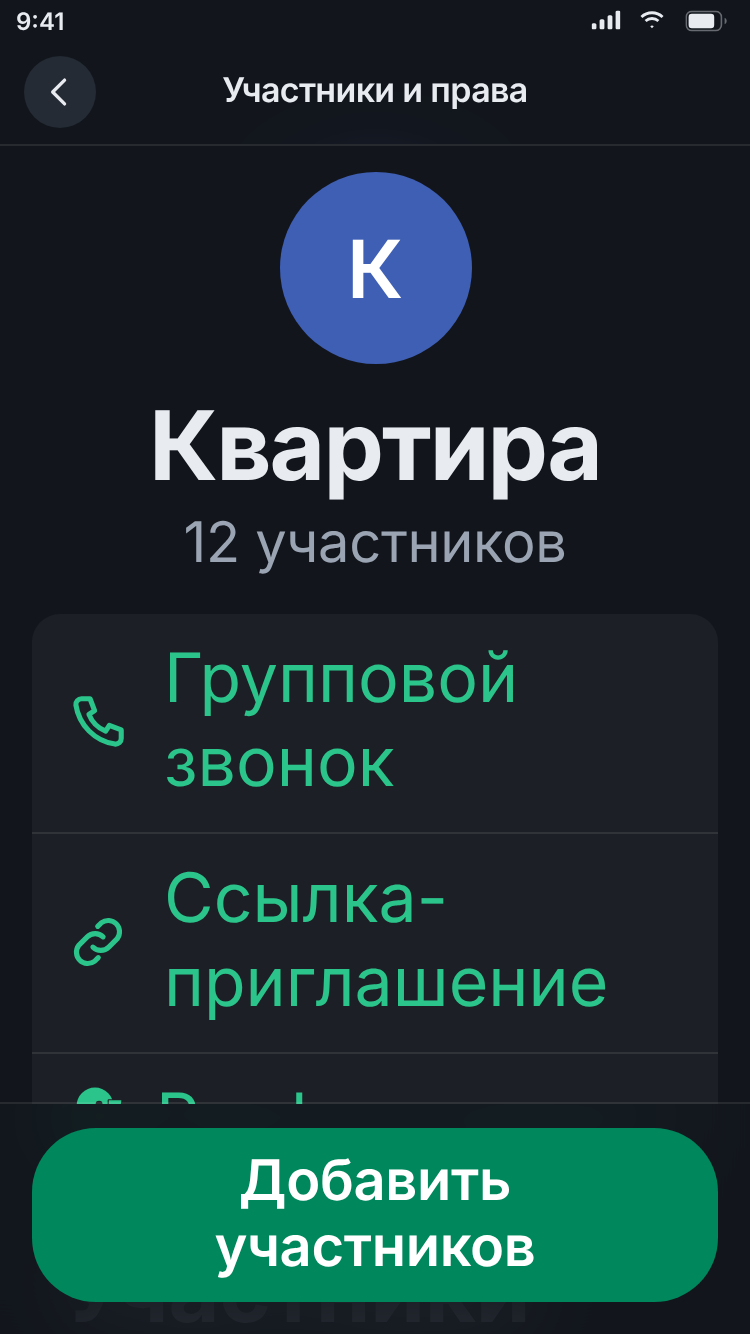 9:41
Участники и права
К
Квартира
12 участников
Групповой
звонок
Ссылка-
приглашение
Добавить
участников